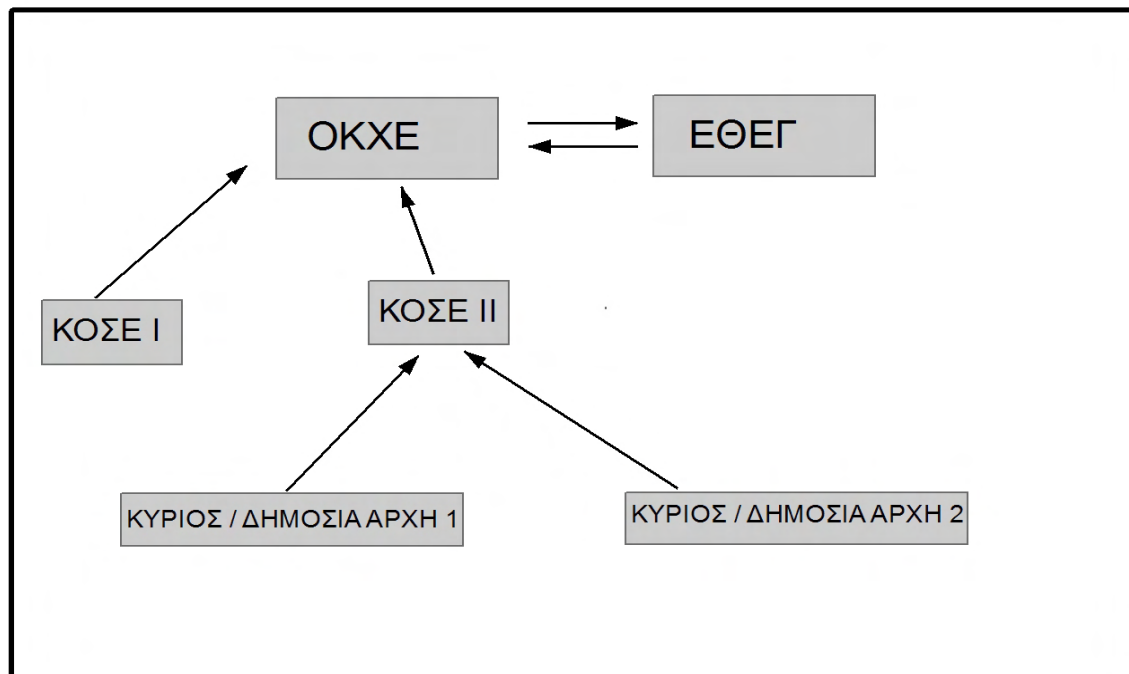 ΟΚΧΕ
ΕΘΕΓ
ΚΟΣΕ Ι
ΚΟΣΕ ΙΙ
ΚΥΡΙΟΣ / ΔΗΜΟΣΙΑ ΑΡΧΗ 1
ΚΥΡΙΟΣ / ΔΗΜΟΣΙΑ ΑΡΧΗ 2